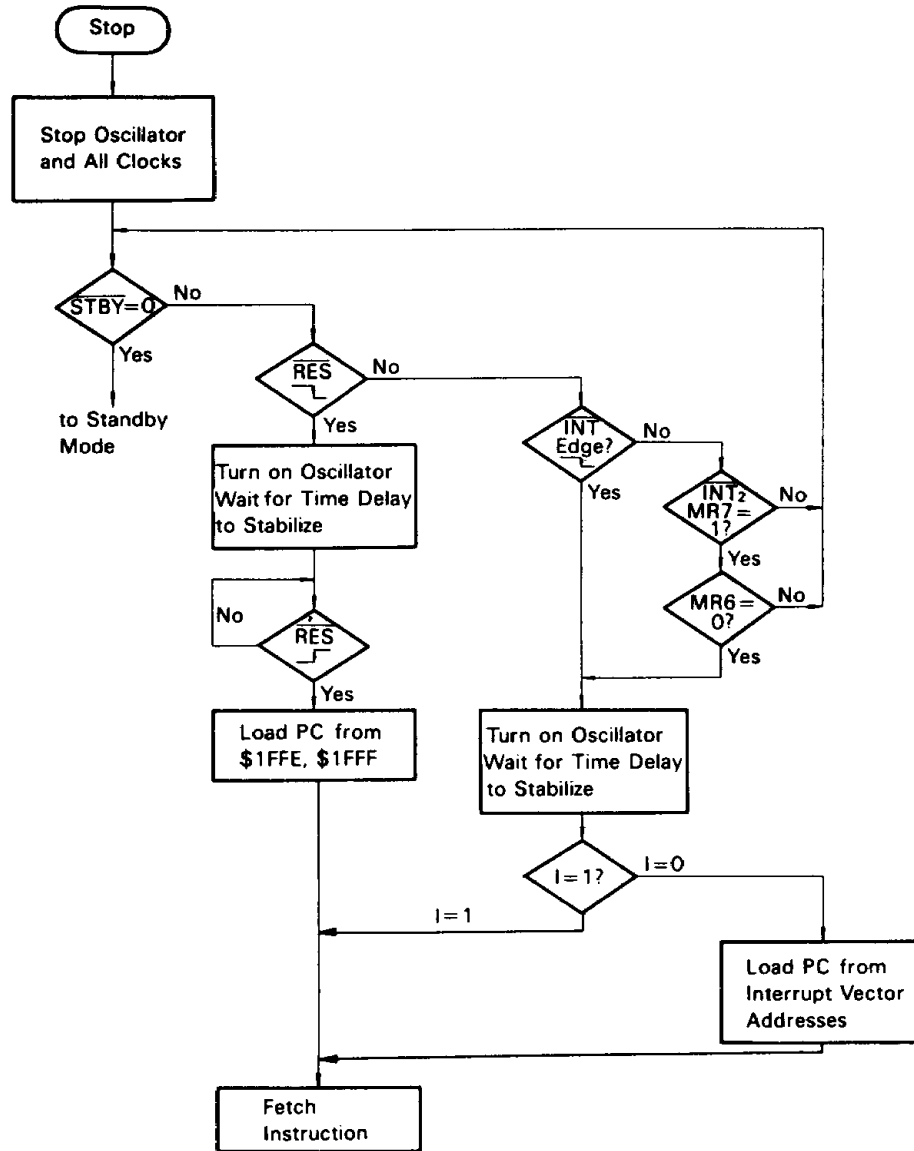 Stop
Stop Oscillator
and All Clocks
STBY=0
No
Yes
to Standby
Mode
RES
No
Yes
Turn on Oscillator
Wait for Time Delay
to Stabilize
No
RES
Yes
Load PC from
$1FFE, $1FFF
INT
Edge?
No
Yes
INT₂
MR7=
1?
No
Yes
MR6=
0?
No
Yes
Turn on Oscillator
Wait for Time Delay
to Stabilize
I=1?
I=0
I=1
Load PC from
Interrupt Vector
Addresses
Fetch
Instruction